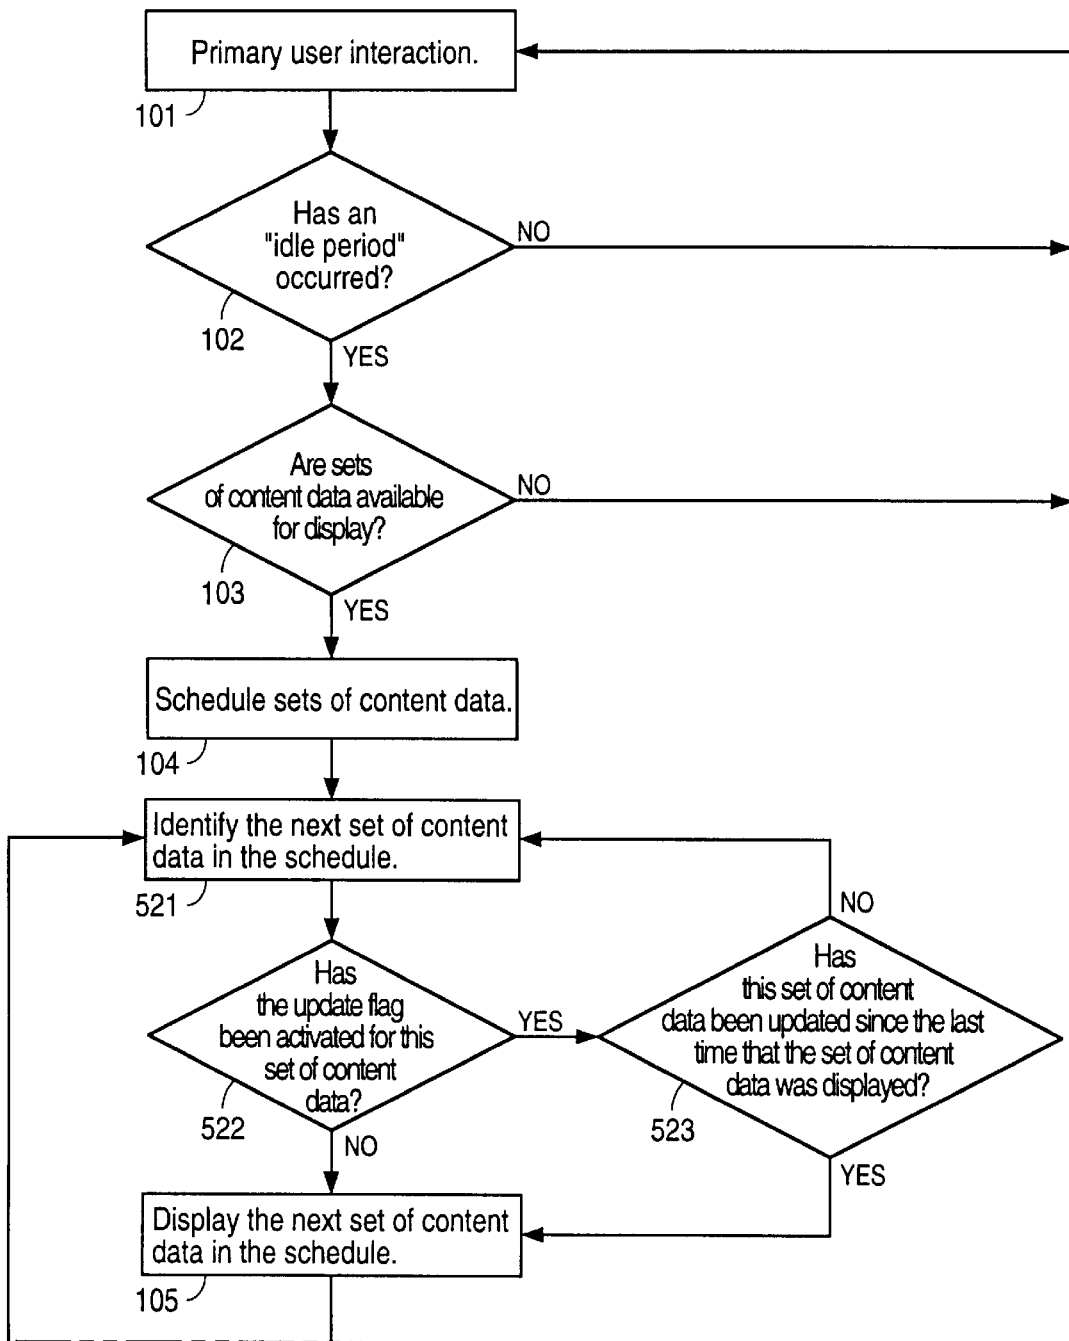 Primary user interaction.
101
Has an
"idle period"
occurred?
NO
102
YES
Are sets
of content data available
for display?
NO
103
YES
Schedule sets of content data.
104
Identify the next set of content
data in the schedule.
521
NO
Has
the update flag
been activated for this
set of content
data?
YES
522
NO
Has
this set of content
data been updated since the last
time that the set of content
data was displayed?
523
YES
Display the next set of content
data in the schedule.
105